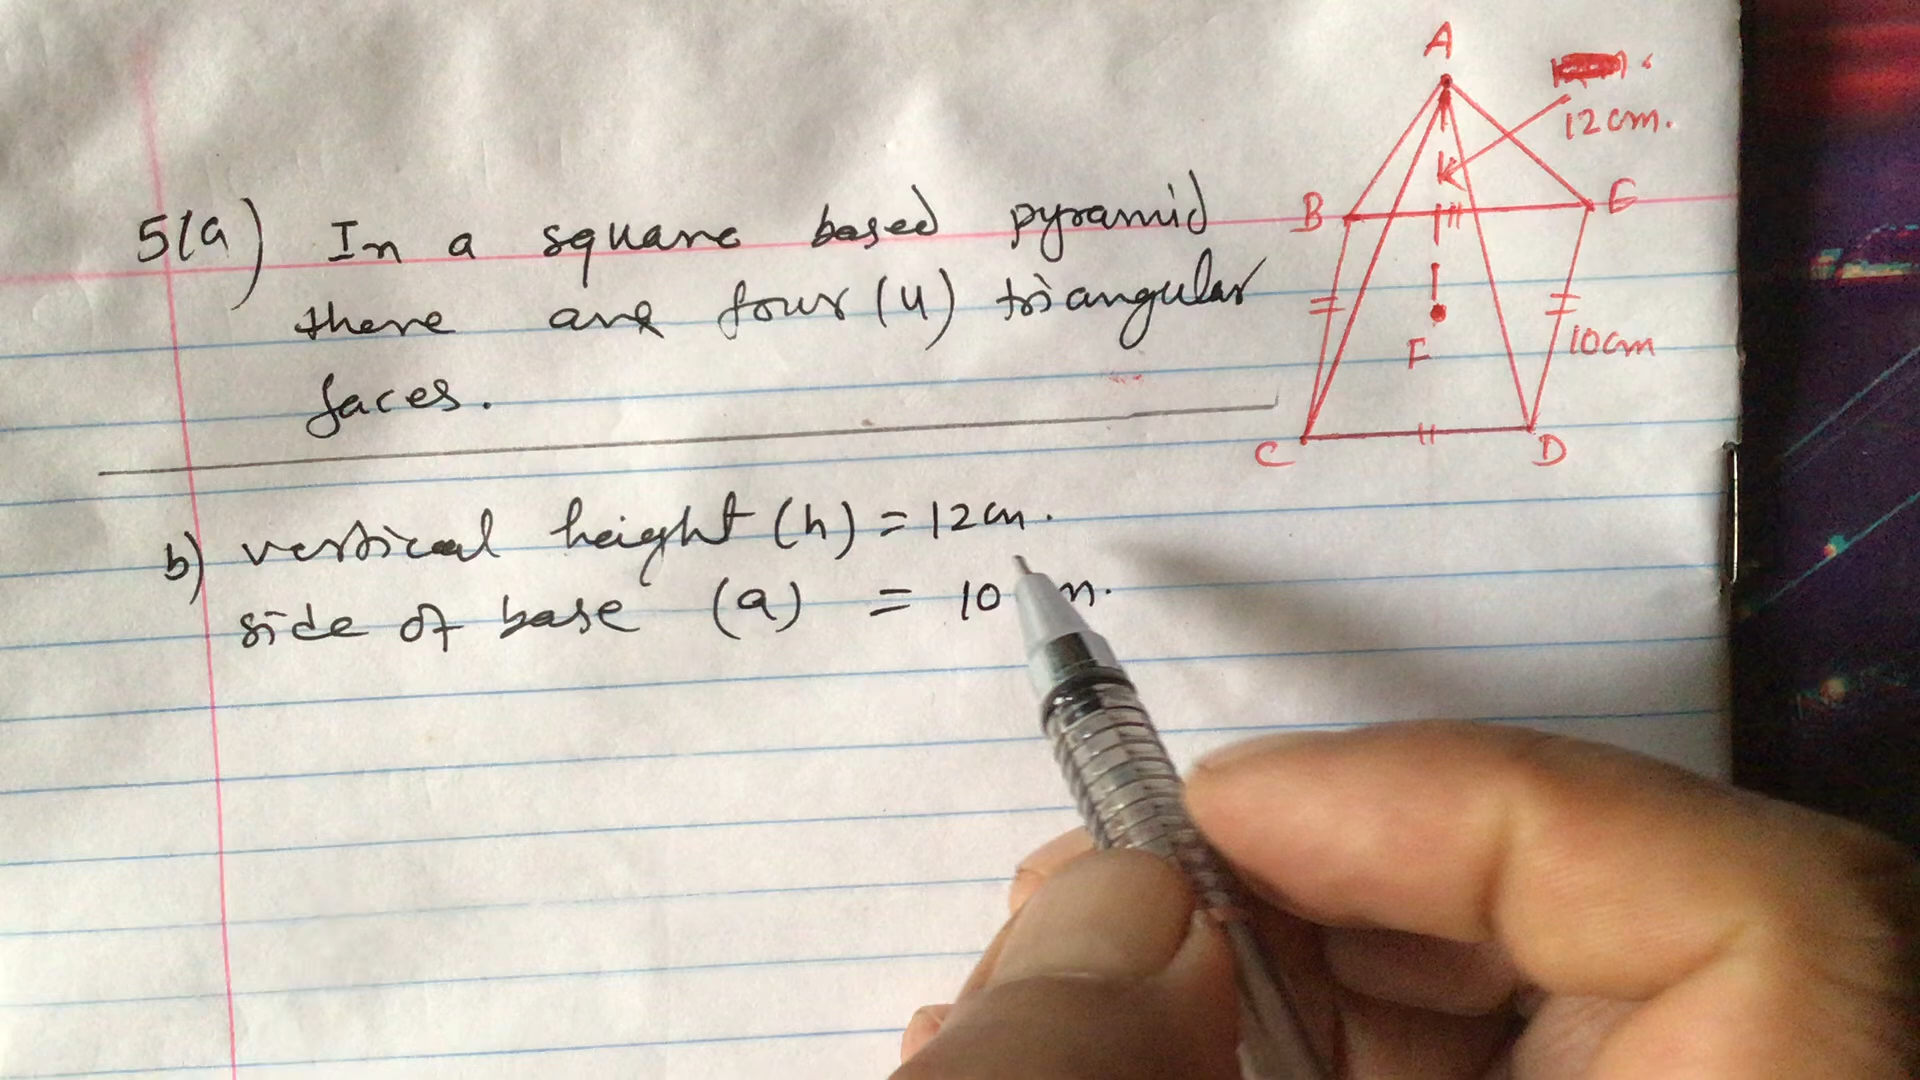 5(a) In a square based pyramid
there are four (4) triangular
faces.
b) vertical height (h) = 12cm.
side of base (a) = 10 m.
A
12cm.
B
E
10cm
F
C
D